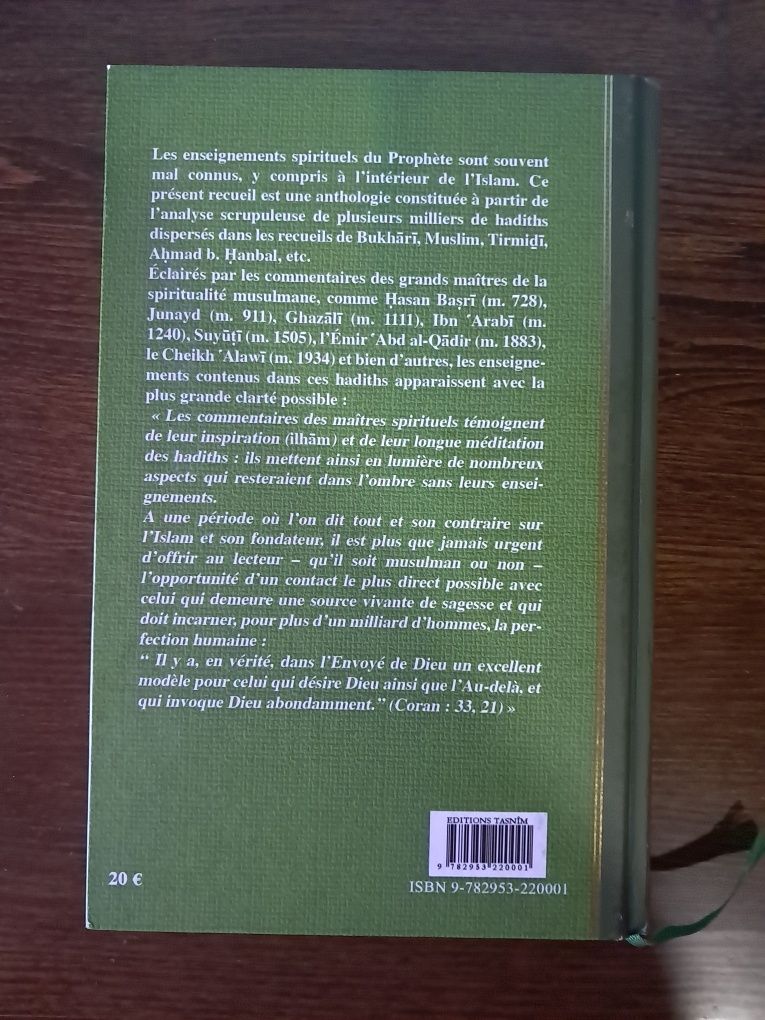 Les enseignements spirituels du Prophète sont souvent
mal connus, y compris à l'intérieur de l'Islam. Ce
présent recueil est une anthologie constituée à partir de
l'analyse scrupuleuse de plusieurs milliers de hadiths
dispersés dans les recueils de Bukhārī, Muslim, Tirmiḏī,
Aḥmad b. Ḥanbal, etc.
Éclairés par les commentaires des grands maîtres de la
spiritualité musulmane, comme Ḥasan Baṣrī (m. 728),
Junayd (m. 911), Ghazālī (m. 1111), Ibn ʿArabī (m.
1240), Suyūṭī (m. 1505), l'Émir ʿAbd al-Qādir (m. 1883),
le Cheikh ʿAlawī (m. 1934) et bien d'autres, les enseigne-
ments contenus dans ces hadiths apparaissent avec la
plus grande clarté possible :
« Les commentaires des maîtres spirituels témoignent
de leur inspiration (ilhām) et de leur longue méditation
des hadiths : ils mettent ainsi en lumière de nombreux
aspects qui resteraient dans l'ombre sans leurs ensei-
gnements.
A une période où l'on dit tout et son contraire sur
l'Islam et son fondateur, il est plus que jamais urgent
d'offrir au lecteur – qu'il soit musulman ou non –
l'opportunité d'un contact le plus direct possible avec
celui qui demeure une source vivante de sagesse et qui
doit incarner, pour plus d'un milliard d'hommes, la per-
fection humaine :
“ Il y a, en vérité, dans l'Envoyé de Dieu un excellent
modèle pour celui qui désire Dieu ainsi que l'Au-delà, et
qui invoque Dieu abondamment.” (Coran : 33, 21) »
EDITIONS TASNÎM
9 782953 220001
20 €
ISBN 9-782953-220001